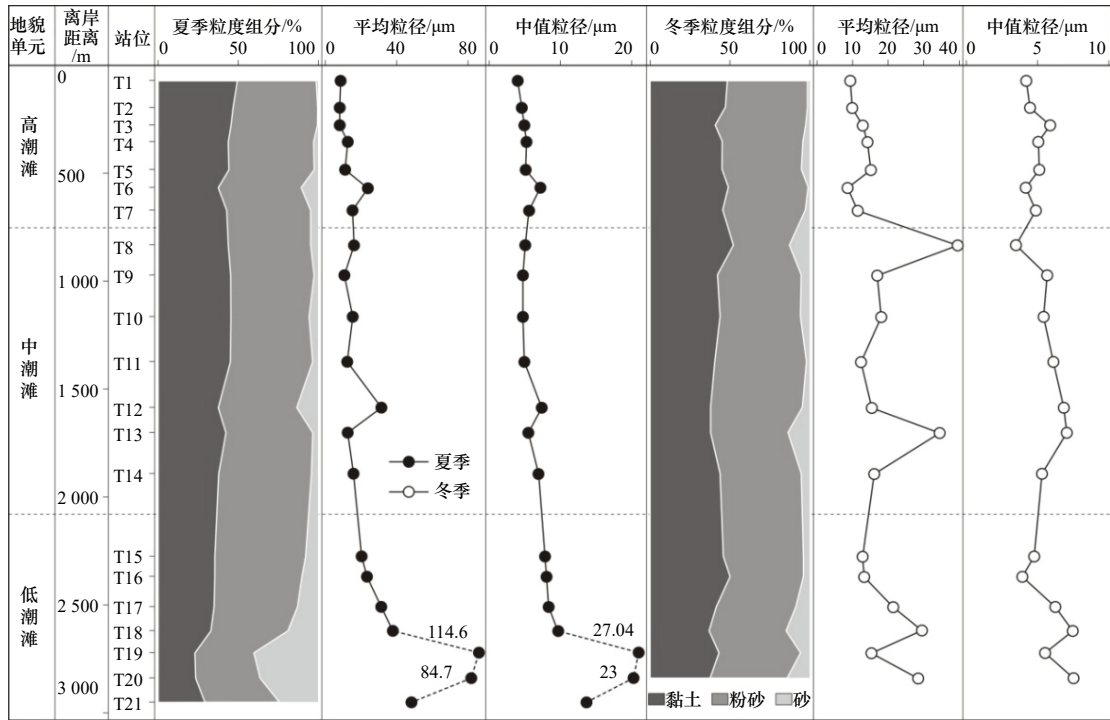 地貌单元 离岸距离/m 站位 夏季粒度组分/% 平均粒径/μm 中值粒径/μm 冬季粒度组分/% 平均粒径/μm 中值粒径/μm
0 50 100 0 40 80 0 10 20 0 50 100 0 10 20 30 40 0 5 10
高潮滩
0
T1
T2
T3
T4
500
T5
T6
T7
中潮滩
T8
1 000
T9
T10
T11
1 500
T12
T13
夏季
T14
冬季
2 000
低潮滩
T15
T16
2 500
T17
T18
114.6
27.04
T19
84.7
23
T20
3 000
T21
黏土 粉砂 砂